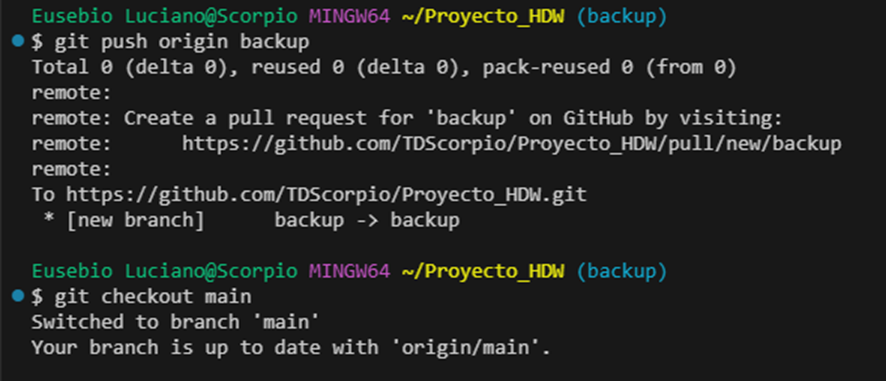 Eusebio Luciano@Scorpio MINGW64 ~/Proyecto_HDW (backup)
$ git push origin backup
Total 0 (delta 0), reused 0 (delta 0), pack-reused 0 (from 0)
remote:
remote: Create a pull request for 'backup' on GitHub by visiting:
remote:      https://github.com/TDScorpio/Proyecto_HDW/pull/new/backup
remote:
To https://github.com/TDScorpio/Proyecto_HDW.git
 * [new branch]      backup -> backup
Eusebio Luciano@Scorpio MINGW64 ~/Proyecto_HDW (backup)
$ git checkout main
Switched to branch 'main'
Your branch is up to date with 'origin/main'.